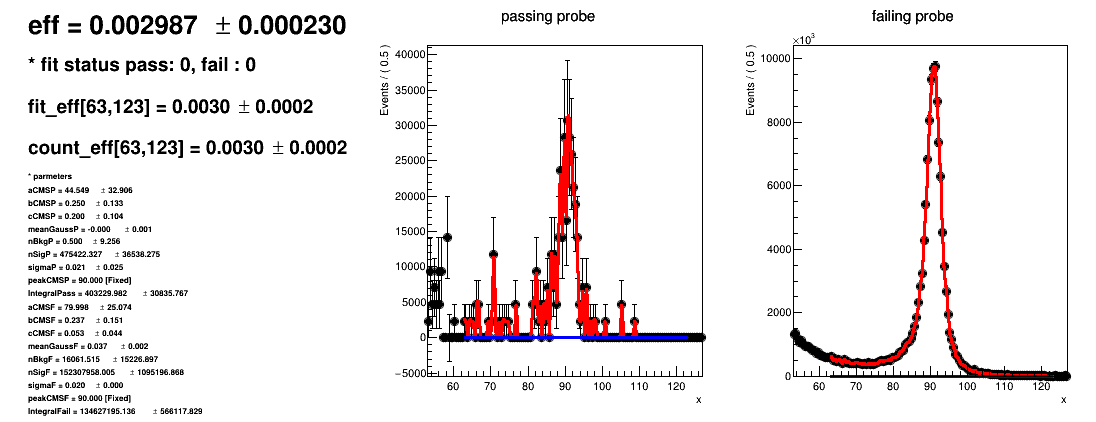 eff = 0.002987 ± 0.000230
* fit status pass: 0, fail : 0
fit_eff[63,123] = 0.0030 ± 0.0002
count_eff[63,123] = 0.0030 ± 0.0002
* parmeters
aCMSP = 44.549 ± 32.906
bCMSP = 0.250 ± 0.133
cCMSP = 0.200 ± 0.104
meanGaussP = -0.000 ± 0.001
nBkgP = 0.500 ± 9.256
nSigP = 475422.327 ± 36538.275
sigmaP = 0.021 ± 0.025
peakCMSP = 90.000 [Fixed]
IntegralPass = 403229.982 ± 30835.767
aCMSF = 79.998 ± 25.074
bCMSF = 0.237 ± 0.151
cCMSF = 0.053 ± 0.044
meanGaussF = 0.037 ± 0.002
nBkgF = 16061.515 ± 15226.897
nSigF = 152307958.005 ± 1095196.868
sigmaF = 0.020 ± 0.000
peakCMSF = 90.000 [Fixed]
IntegralFail = 134627195.136 ± 566117.829
passing probe
Events / ( 0.5 )
40000
35000
30000
25000
20000
15000
10000
5000
0
−5000
60 70 80 90 100 110 120
x
failing probe
×10³
Events / ( 0.5 )
10000
8000
6000
4000
2000
0
60 70 80 90 100 110 120
x